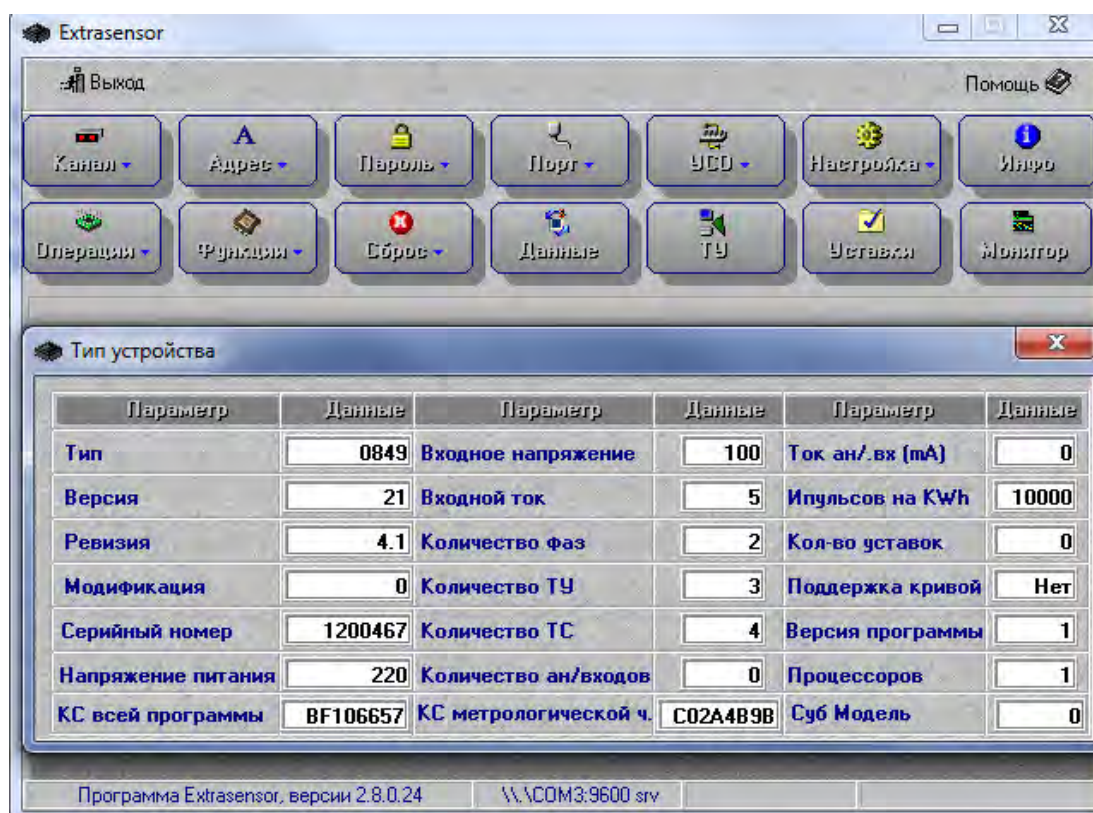 Extrasensor
Выход Помощь
Канал Адрес Пароль Порт УСО Настройка Инфо
Операции Функции Сброс Данные ТУ Уставки Монитор
Тип устройства
Параметр Данные Параметр Данные Параметр Данные
Тип 0849 Входное напряжение 100 Ток ан/.вх (mA) 0
Версия 21 Входной ток 5 Ипульсов на KWh 10000
Ревизия 4.1 Количество фаз 2 Кол-во уставок 0
Модификация 0 Количество ТУ 3 Поддержка кривой Нет
Серийный номер 1200467 Количество ТС 4 Версия программы 1
Напряжение питания 220 Количество ан/входов 0 Процессоров 1
КС всей программы BF106657 КС метрологической ч. C02A4B9B Суб Модель 0
Программа Extrasensor, версии 2.8.0.24 \\.\COM3:9600 srv